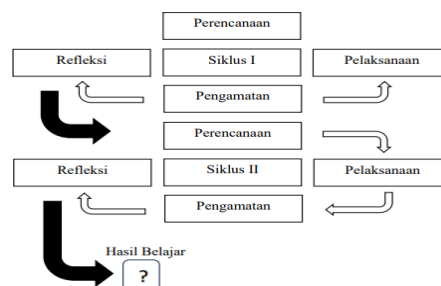 Perencanaan
Refleksi
Siklus I
Pelaksanaan
Pengamatan
Perencanaan
Refleksi
Siklus II
Pelaksanaan
Pengamatan
Hasil Belajar
?